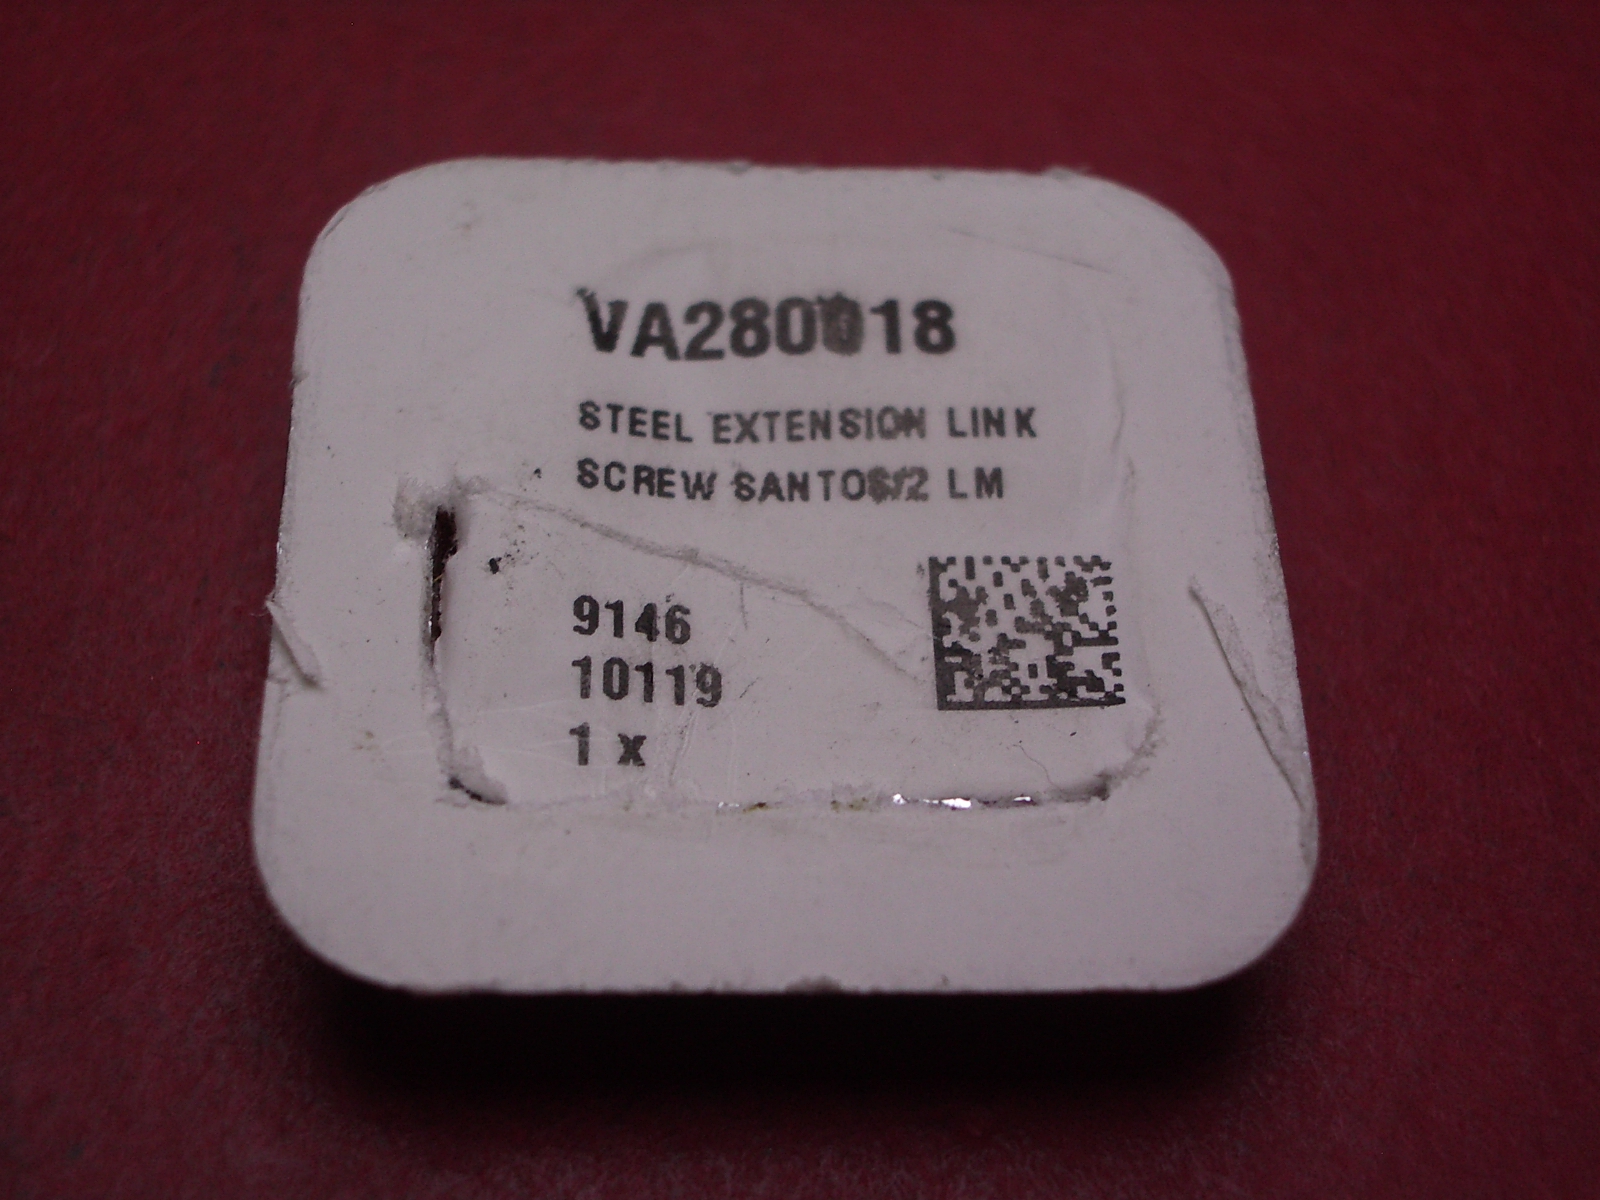 VA280018
STEEL EXTENSION LINK
SCREW SANTOS/2 LM
9146
10119
1 x